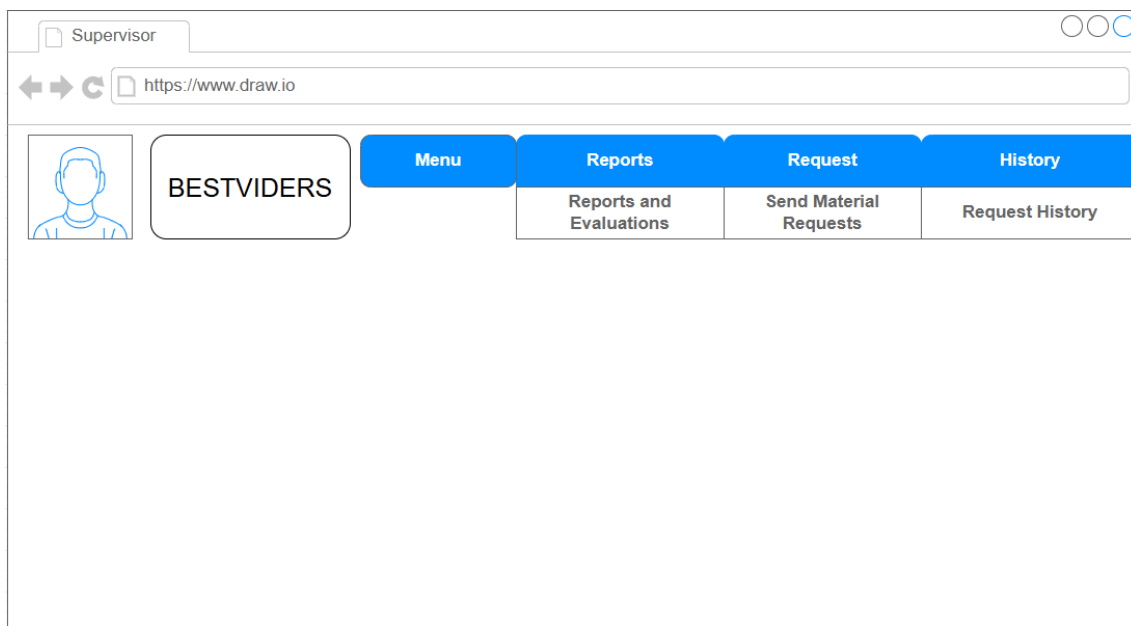 Supervisor
https://www.draw.io
BESTVIDERS
Menu
Reports
Request
History
Reports and
Evaluations
Send Material
Requests
Request History